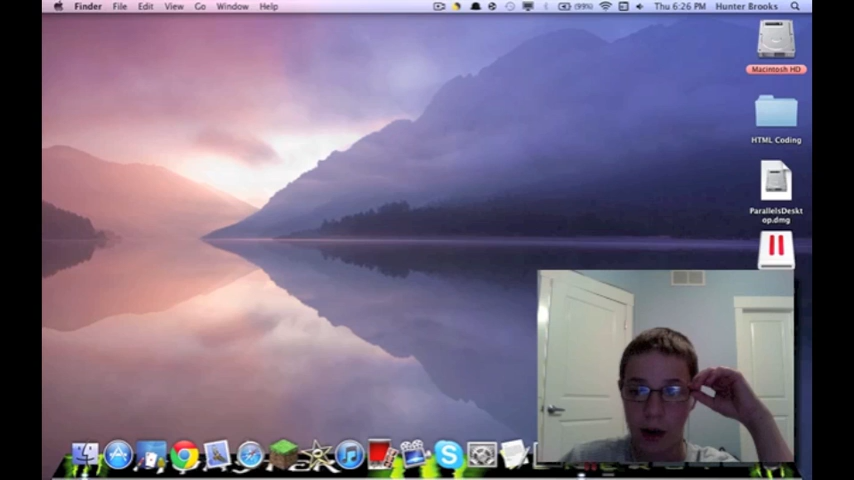 Finder File Edit View Go Window Help (99%) Thu 6:26 PM Hunter Brooks
Macintosh HD
HTML Coding
ParallelsDeskt
op.dmg